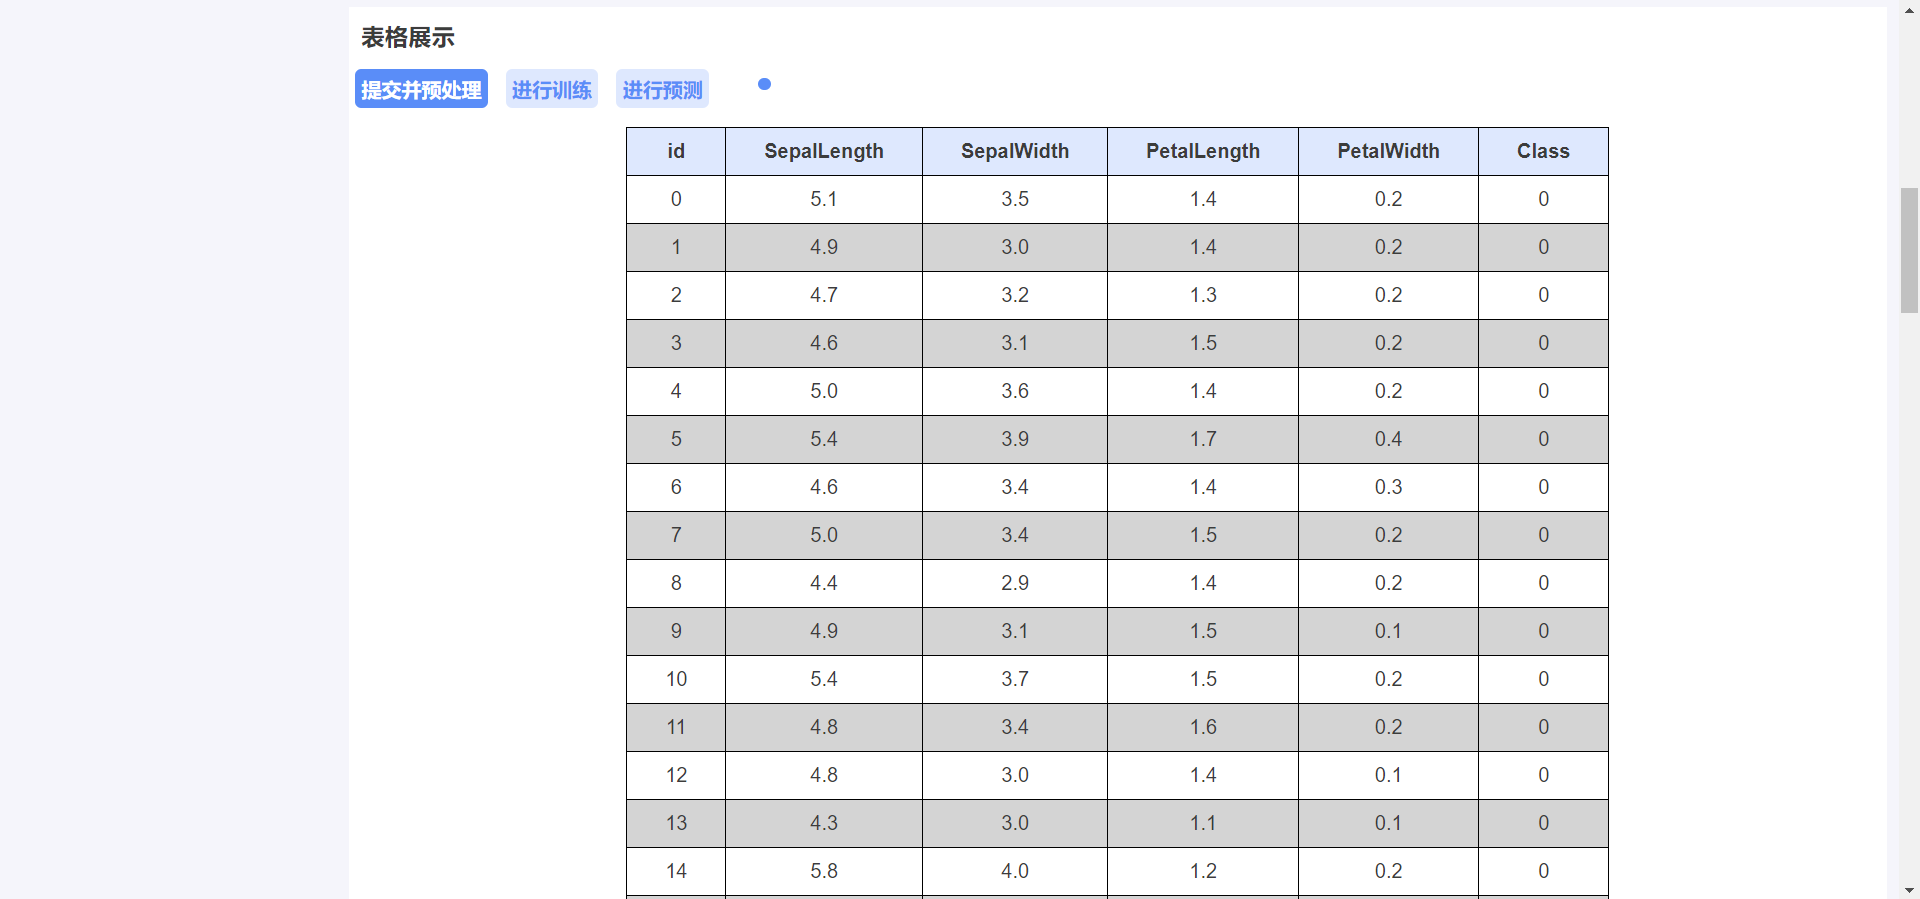 表格展示
提交并预处理 进行训练 进行预测
id SepalLength SepalWidth PetalLength PetalWidth Class
0 5.1 3.5 1.4 0.2 0
1 4.9 3.0 1.4 0.2 0
2 4.7 3.2 1.3 0.2 0
3 4.6 3.1 1.5 0.2 0
4 5.0 3.6 1.4 0.2 0
5 5.4 3.9 1.7 0.4 0
6 4.6 3.4 1.4 0.3 0
7 5.0 3.4 1.5 0.2 0
8 4.4 2.9 1.4 0.2 0
9 4.9 3.1 1.5 0.1 0
10 5.4 3.7 1.5 0.2 0
11 4.8 3.4 1.6 0.2 0
12 4.8 3.0 1.4 0.1 0
13 4.3 3.0 1.1 0.1 0
14 5.8 4.0 1.2 0.2 0